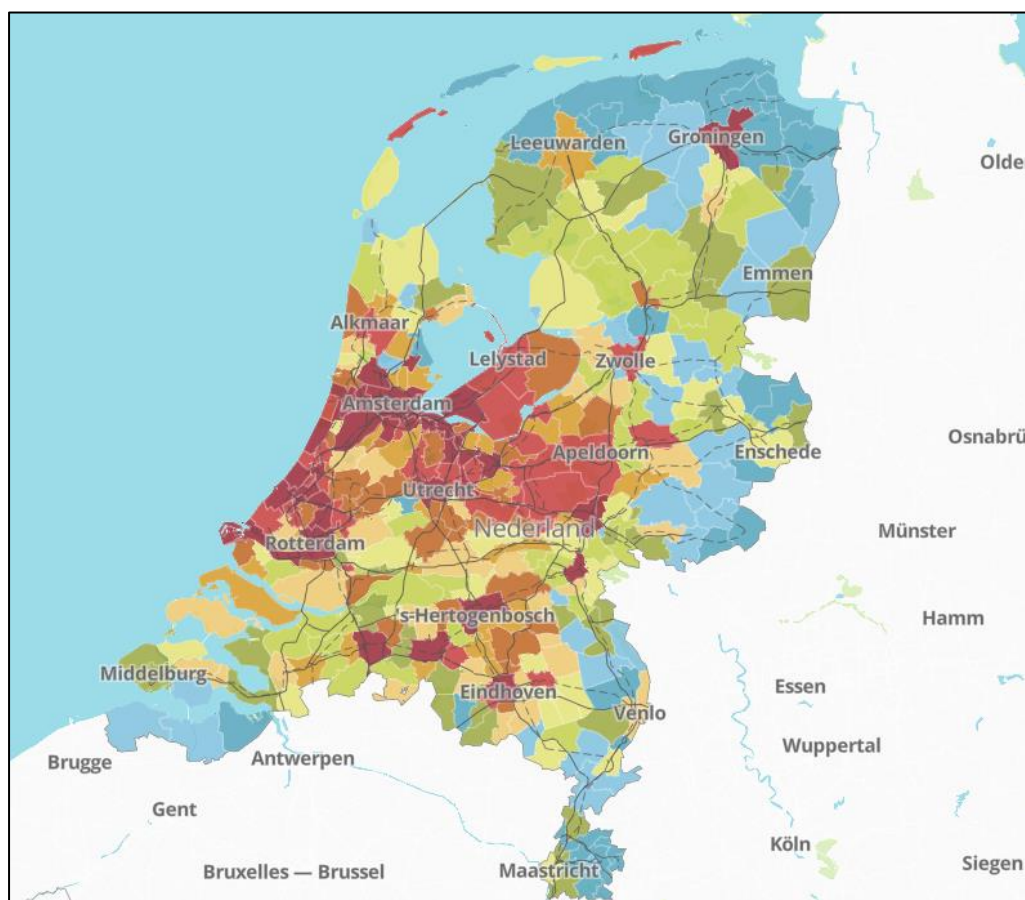 Leeuwarden
Groningen
Olde
Emmen
Alkmaar
Lelystad
Zwolle
Amsterdam
Osnabrü
Apeldoorn
Enschede
Utrecht
Nederland
Münster
Rotterdam
's-Hertogenbosch
Hamm
Middelburg
Eindhoven
Essen
Venlo
Wuppertal
Brugge
Antwerpen
Gent
Köln
Bruxelles — Brussel
Maastricht
Siegen